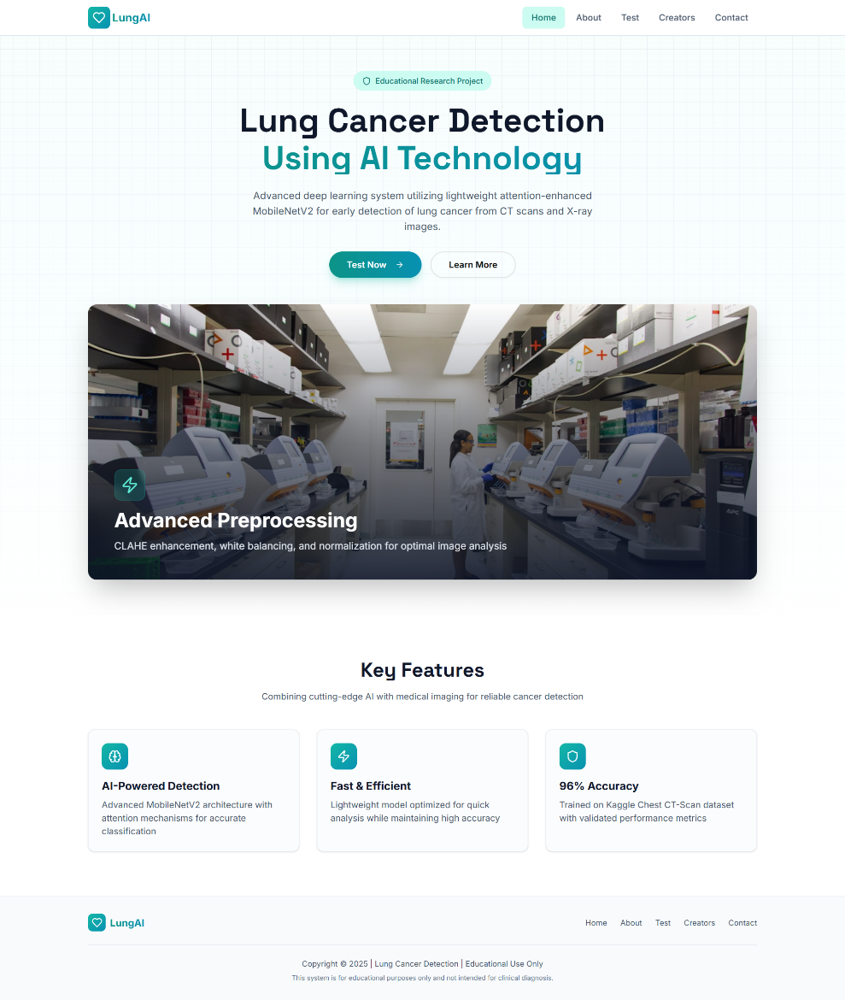 LungAI
Home About Test Creators Contact
Educational Research Project
Lung Cancer Detection
Using AI Technology
Advanced deep learning system utilizing lightweight attention-enhanced
MobileNetV2 for early detection of lung cancer from CT scans and X-ray
images.
Test Now
Learn More
APC
Advanced Preprocessing
CLAHE enhancement, white balancing, and normalization for optimal image analysis
Key Features
Combining cutting-edge AI with medical imaging for reliable cancer detection
AI-Powered Detection
Advanced MobileNetV2 architecture with
attention mechanisms for accurate
classification
Fast & Efficient
Lightweight model optimized for quick
analysis while maintaining high accuracy
96% Accuracy
Trained on Kaggle Chest CT-Scan dataset
with validated performance metrics
LungAI
Home About Test Creators Contact
Copyright © 2025 | Lung Cancer Detection | Educational Use Only
This system is for educational purposes only and not intended for clinical diagnosis.